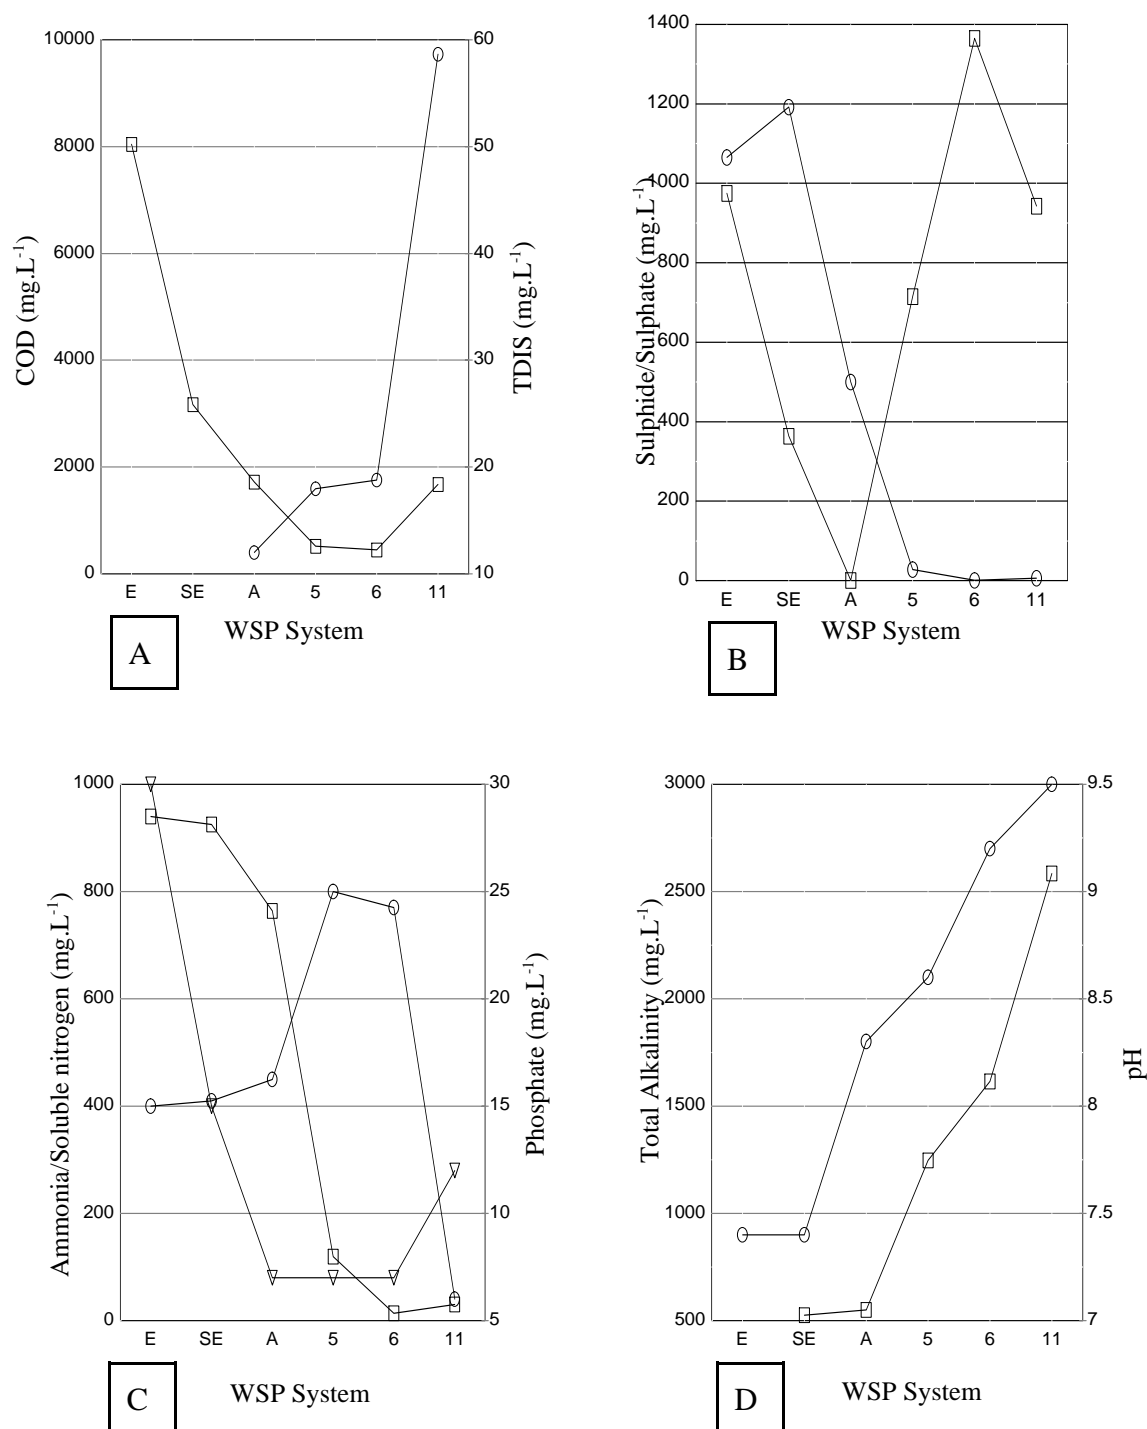 10000
8000
6000
4000
2000
0
COD (mg.L⁻¹)
60
50
40
30
20
10
TDIS (mg.L⁻¹)
E SE A 5 6 11
WSP System
A
1400
1200
1000
800
600
400
200
0
Sulphide/Sulphate (mg.L⁻¹)
E SE A 5 6 11
WSP System
B
1000
800
600
400
200
0
Ammonia/Soluble nitrogen (mg.L⁻¹)
30
25
20
15
10
5
Phosphate (mg.L⁻¹)
E SE A 5 6 11
WSP System
C
3000
2500
2000
1500
1000
500
Total Alkalinity (mg.L⁻¹)
9.5
9
8.5
8
7.5
7
pH
E SE A 5 6 11
WSP System
D